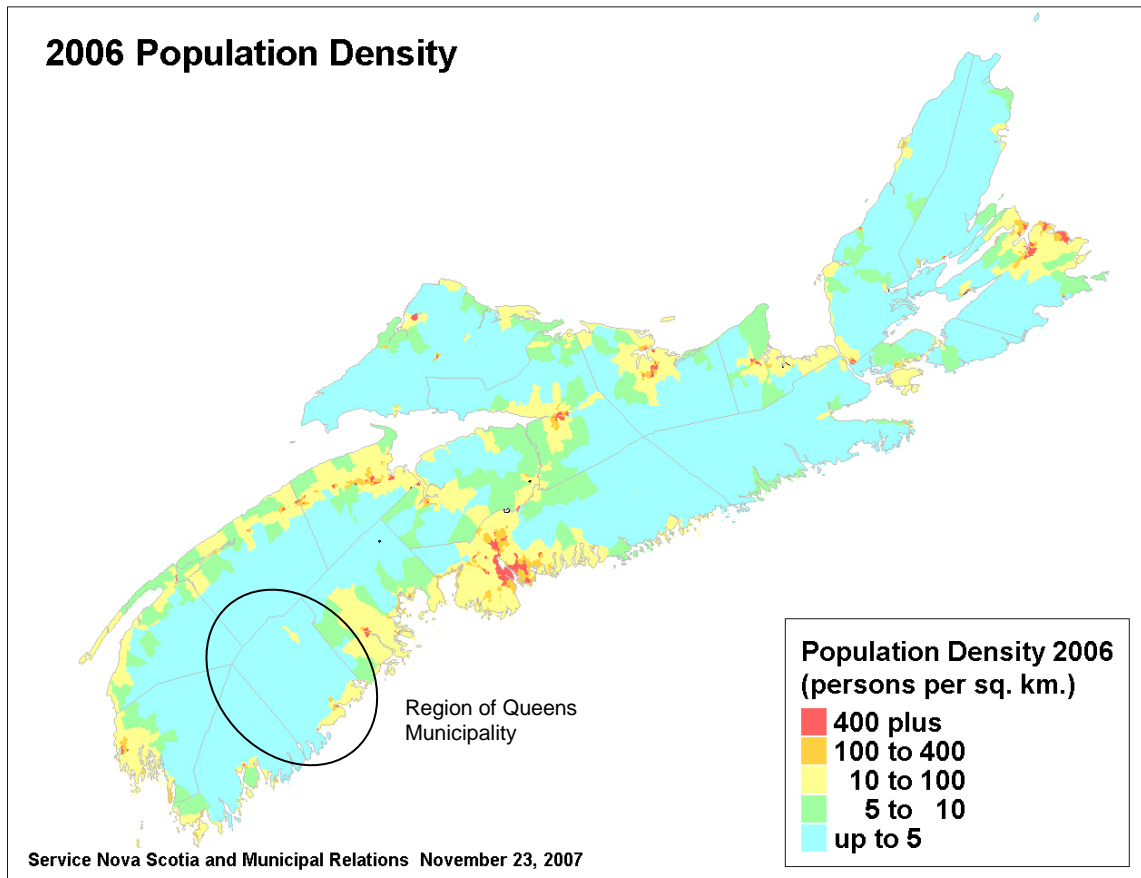 2006 Population Density
Region of Queens
Municipality
Population Density 2006
(persons per sq. km.)
400 plus
100 to 400
10 to 100
5 to 10
up to 5
Service Nova Scotia and Municipal Relations November 23, 2007